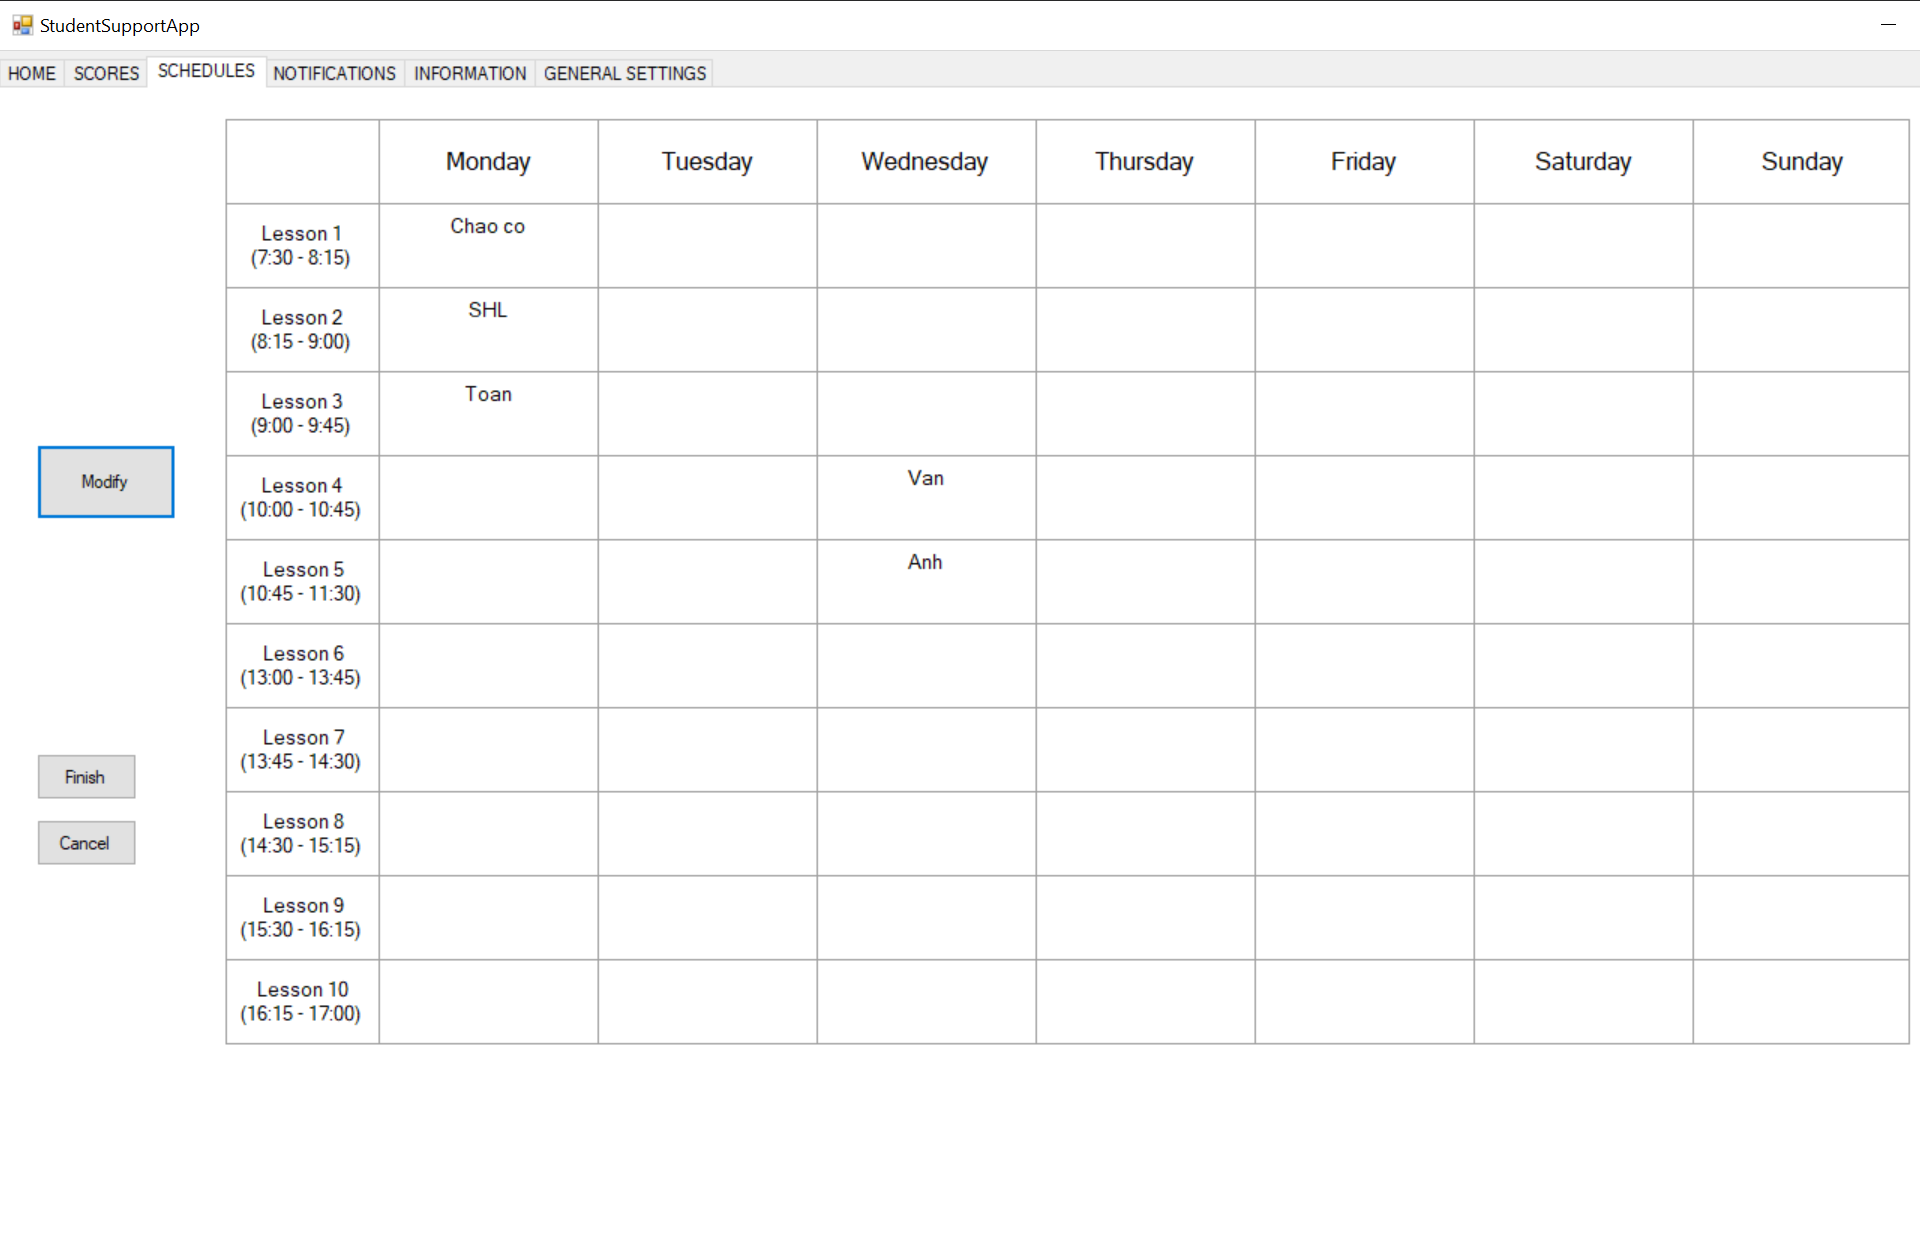 StudentSupportApp
HOME SCORES SCHEDULES NOTIFICATIONS INFORMATION GENERAL SETTINGS
Monday Tuesday Wednesday Thursday Friday Saturday Sunday
Lesson 1
(7:30 - 8:15)
Chao co
Lesson 2
(8:15 - 9:00)
SHL
Lesson 3
(9:00 - 9:45)
Toan
Modify
Lesson 4
(10:00 - 10:45)
Van
Lesson 5
(10:45 - 11:30)
Anh
Lesson 6
(13:00 - 13:45)
Lesson 7
(13:45 - 14:30)
Finish
Lesson 8
(14:30 - 15:15)
Cancel
Lesson 9
(15:30 - 16:15)
Lesson 10
(16:15 - 17:00)